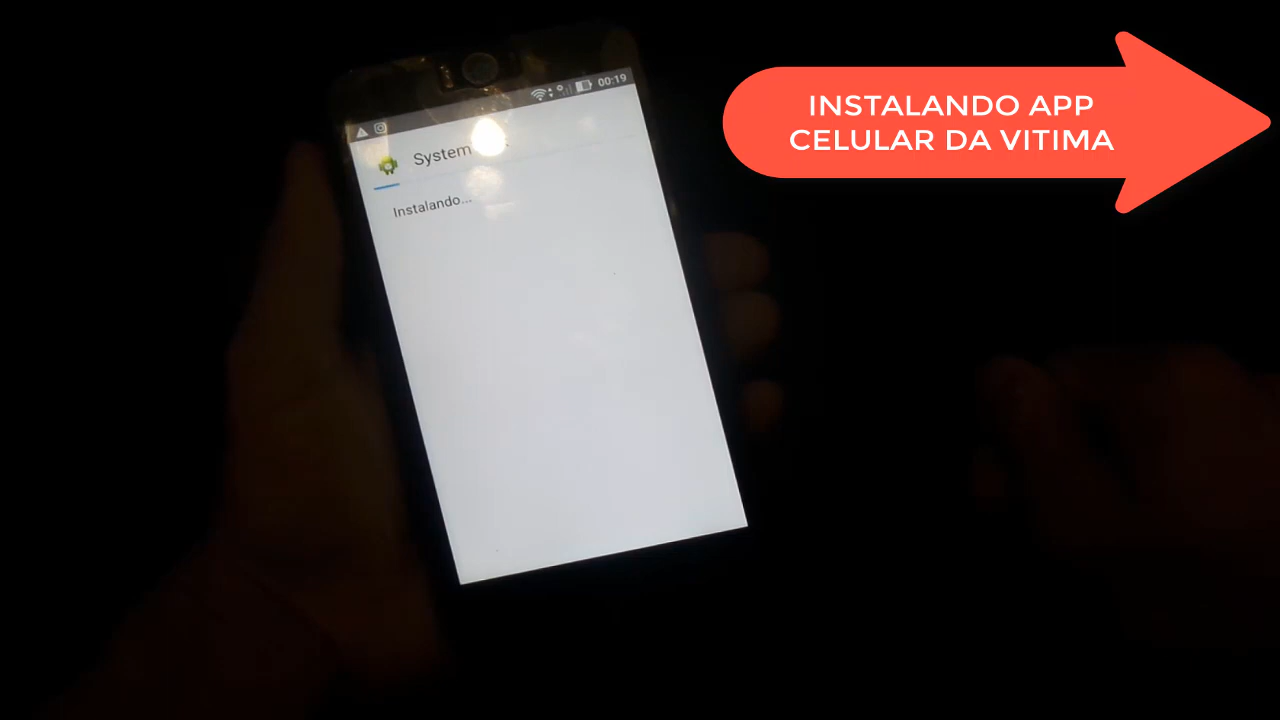 INSTALANDO APP
CELULAR DA VITIMA
00:19
System
Instalando...